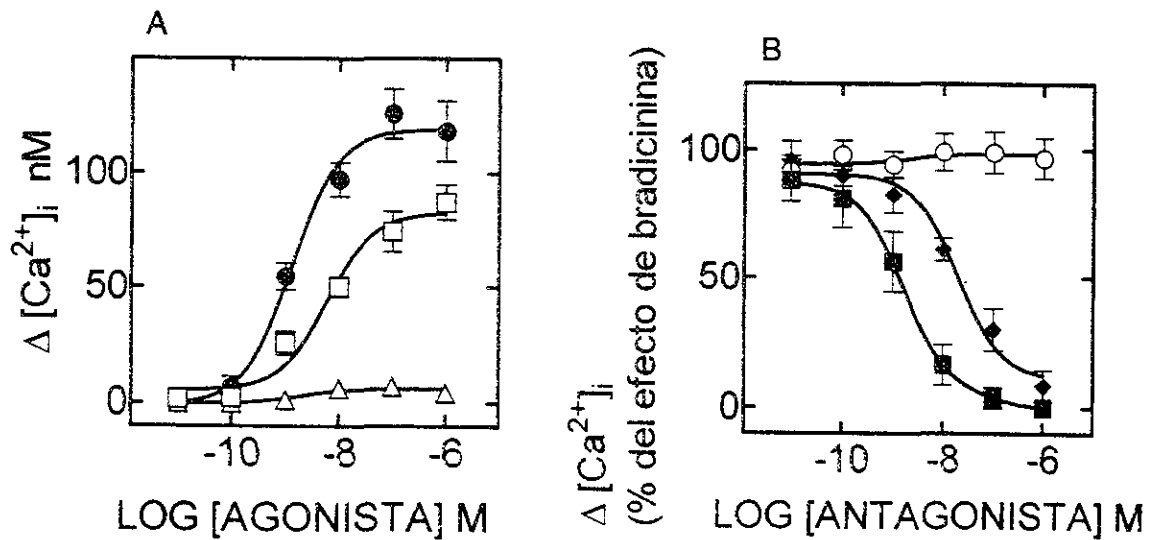 A
Δ [Ca²⁺]ᵢ nM
100
50
0
-10 -8 -6
LOG [AGONISTA] M
B
Δ [Ca²⁺]ᵢ
(% del efecto de bradicinina)
100
50
0
-10 -8 -6
LOG [ANTAGONISTA] M